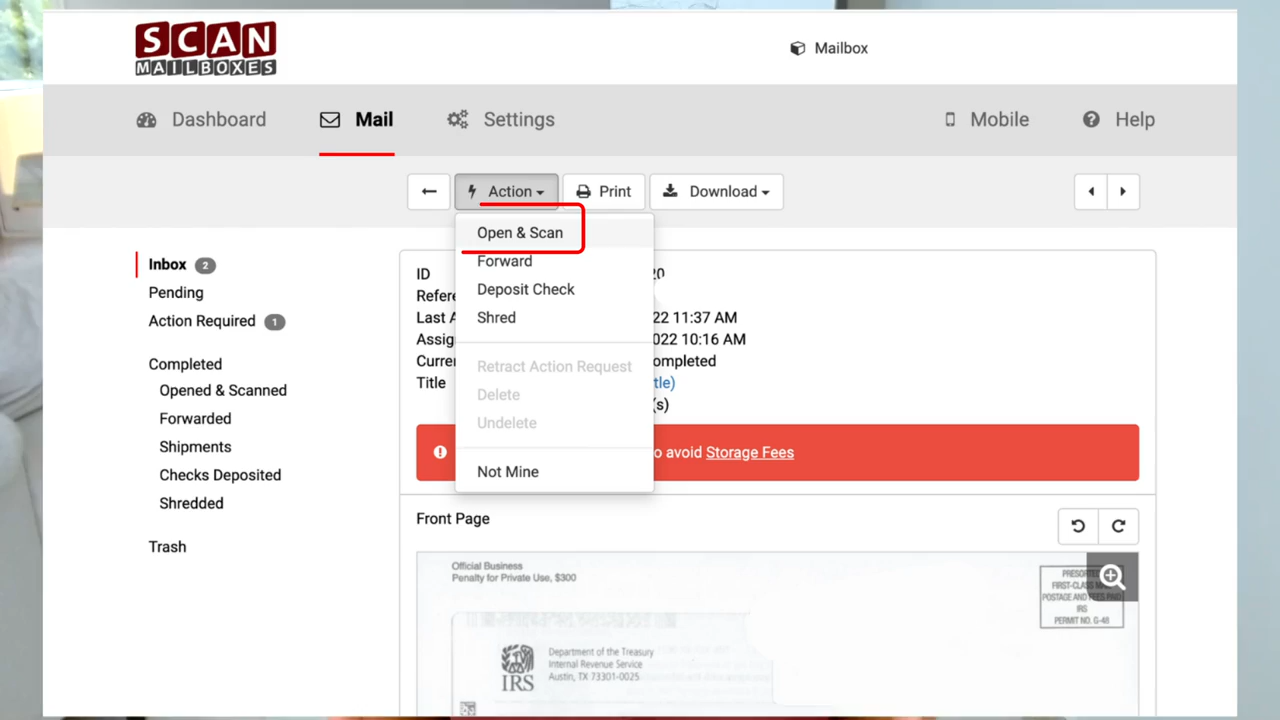 SCAN
MAILBOXES
Mailbox
Dashboard
Mail
Settings
Mobile
Help
Action
Print
Download
Open & Scan
Forward
Deposit Check
Shred
Retract Action Request
Delete
Undelete
Not Mine
Inbox 2
Pending
Action Required 1
Completed
Opened & Scanned
Forwarded
Shipments
Checks Deposited
Shredded
Trash
ID
Last
22 11:37 AM
022 10:16 AM
Title
avoid Storage Fees
Front Page
Official Business
Penalty for Private Use, $300
FIRST-CLASS
POSTAGE AND FEES PAID
IRS
PERMIT NO. G-48
IRS
Department of the Treasury
Internal Revenue Service
Austin, TX 73301-0025